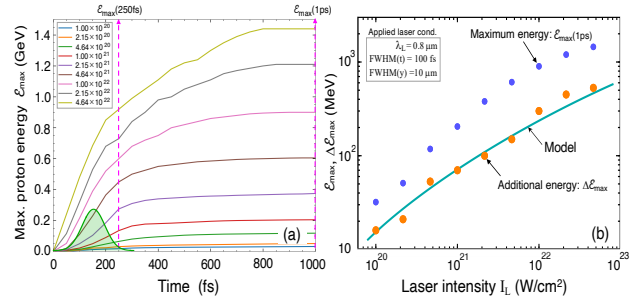 ℰmax(250fs)
ℰmax(1ps)
(a)
Max. proton energy ℰmax (GeV)
1.4
1.2
1.0
0.8
0.6
0.4
0.2
0.0
1.00×10^20
2.15×10^20
4.64×10^20
1.00×10^21
2.15×10^21
4.64×10^21
1.00×10^22
2.15×10^22
4.64×10^22
0 200 400 600 800 1000
Time (fs)
(b)
ℰmax, Δℰmax (MeV)
10^3
10^2
10
Applied laser cond.
λL = 0.8 μm
FWHM(t) = 100 fs
FWHM(y) = 10 μm
Maximum energy: ℰmax(1ps)
Model
Additional energy: Δℰmax
10^20 10^21 10^22 10^23
Laser intensity IL (W/cm²)